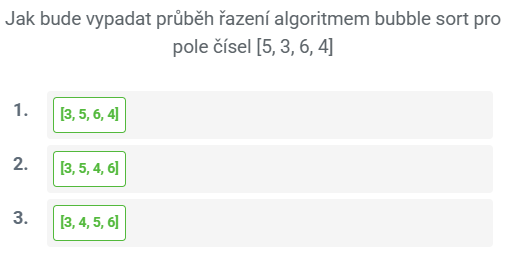 Jak bude vypadat průběh řazení algoritmem bubble sort pro
pole čísel [5, 3, 6, 4]
1. [3, 5, 6, 4]
2. [3, 5, 4, 6]
3. [3, 4, 5, 6]